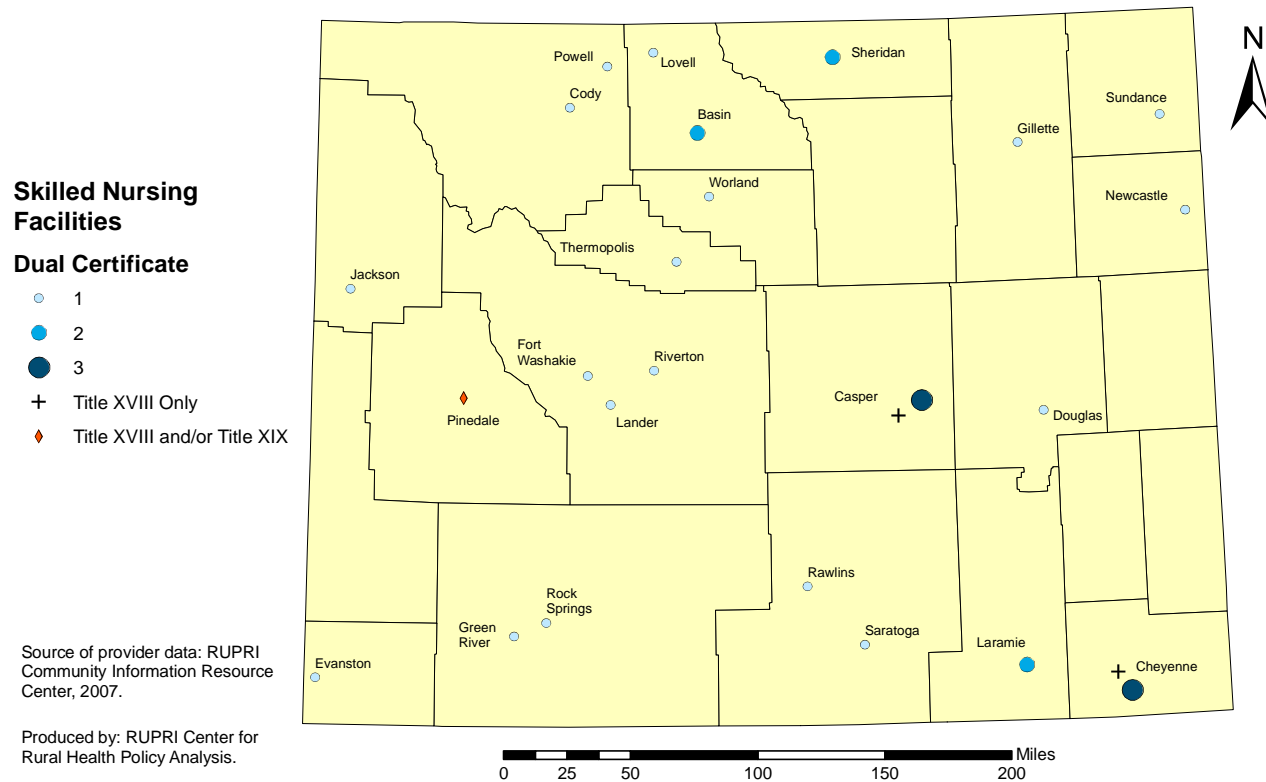 N
Powell
Lovell
Sheridan
Cody
Basin
Sundance
Gillette
Worland
Newcastle
Thermopolis
Jackson
Skilled Nursing
Facilities
Dual Certificate
1
2
3
Title XVIII Only
Title XVIII and/or Title XIX
Fort
Washakie
Riverton
Lander
Pinedale
Casper
Douglas
Rawlins
Rock
Springs
Green
River
Saratoga
Laramie
Evanston
Cheyenne
Source of provider data: RUPRI
Community Information Resource
Center, 2007.
Produced by: RUPRI Center for
Rural Health Policy Analysis.
Miles
0 25 50 100 150 200